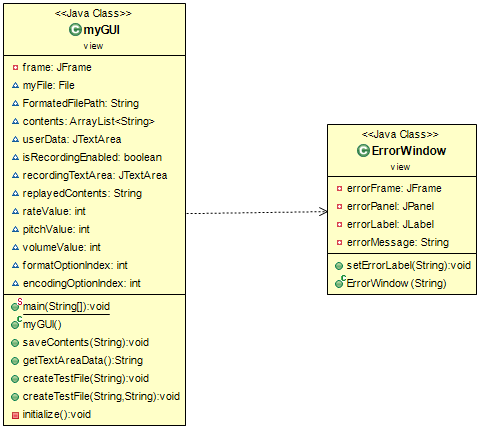 <<Java Class>>
myGUI
view
frame: JFrame
myFile: File
FormatedFilePath: String
contents: ArrayList<String>
userData: JTextArea
isRecordingEnabled: boolean
recordingTextArea: JTextArea
replayedContents: String
rateValue: int
pitchValue: int
volumeValue: int
formatOptionIndex: int
encodingOptionIndex: int
main(String[]):void
myGUI()
saveContents(String):void
getTextAreaData():String
createTestFile(String):void
createTestFile(String,String):void
initialize():void
<<Java Class>>
ErrorWindow
view
errorFrame: JFrame
errorPanel: JPanel
errorLabel: JLabel
errorMessage: String
setErrorLabel(String):void
ErrorWindow(String)